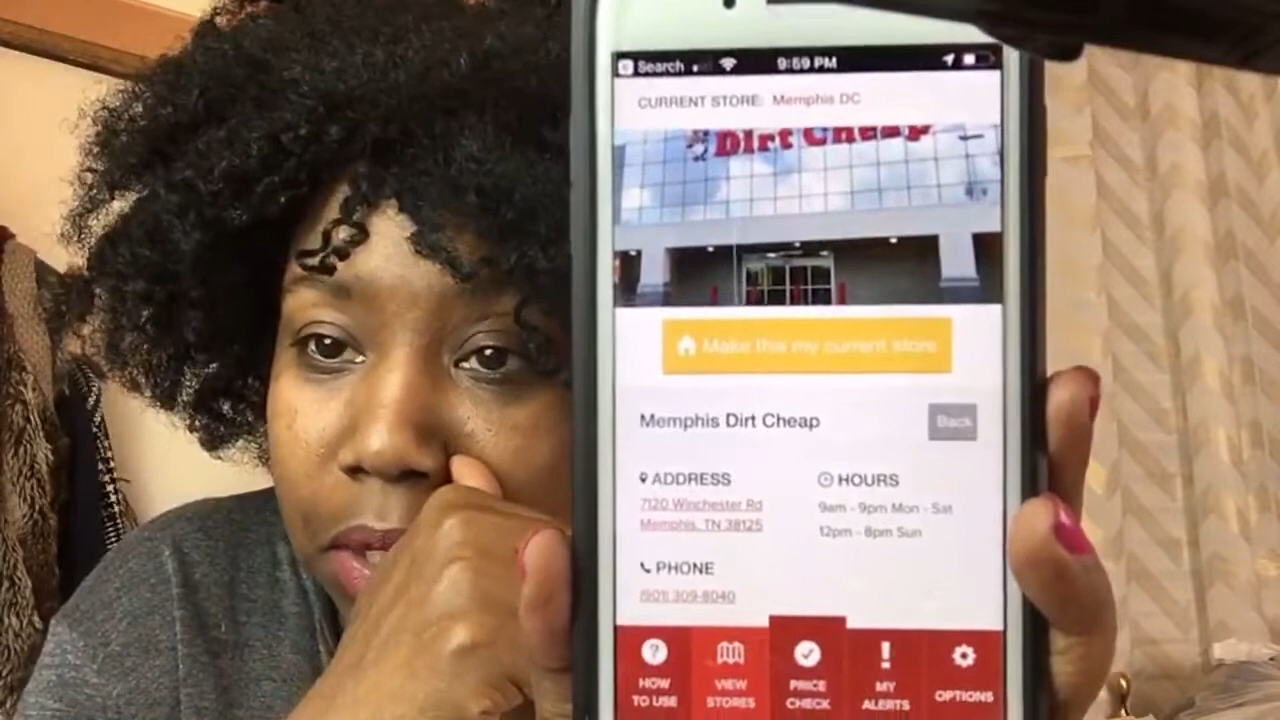 Search 9:59 PM
CURRENT STORE: Memphis DC
Dirt Cheap
Make this my current store
Memphis Dirt Cheap
Back
ADDRESS
7120 Winchester Rd
Memphis, TN 38125
HOURS
9am - 9pm Mon - Sat
12pm - 8pm Sun
PHONE
(901) 309-8040
HOW
TO USE
VIEW
STORES
PRICE
CHECK
MY
ALERTS
OPTIONS